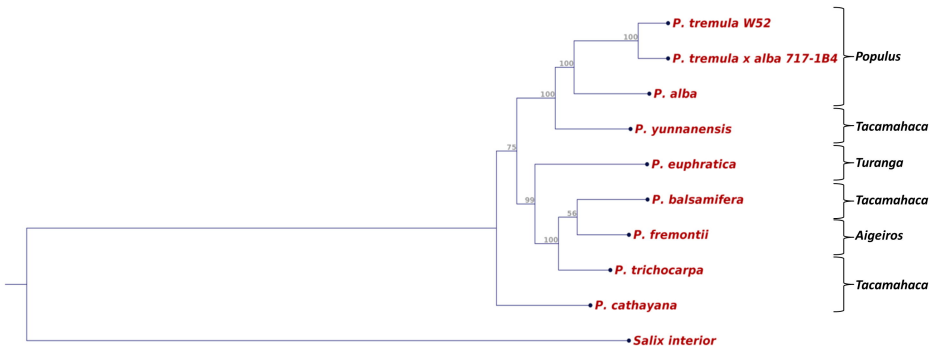 P. tremula W52
100
P. tremula x alba 717-1B4
Populus
100
P. alba
100
P. yunnanensis
Tacamahaca
75
P. euphratica
Turanga
99
P. balsamifera
Tacamahaca
56
P. fremontii
Aigeiros
100
P. trichocarpa
Tacamahaca
P. cathayana
Salix interior